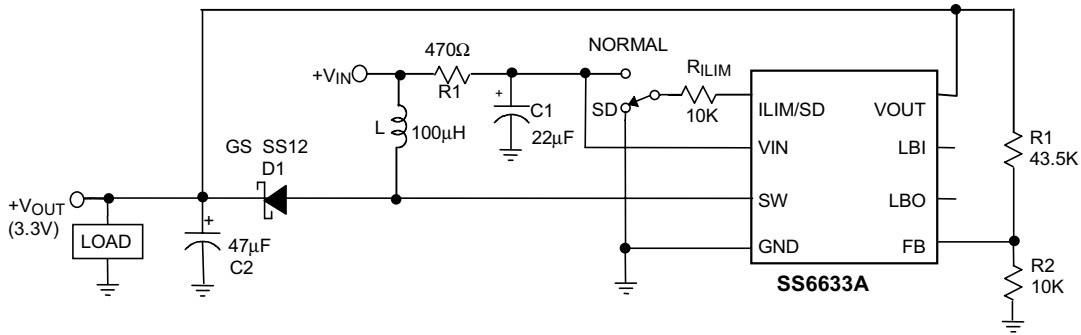 470Ω
NORMAL
+VIN
R1
RILIM
+
SD
10K
ILIM/SD
VOUT
L
100μH
C1
22μF
R1
43.5K
GS SS12
D1
VIN
LBI
+VOUT
(3.3V)
SW
LBO
+
LOAD
47μF
C2
GND
FB
R2
10K
SS6633A